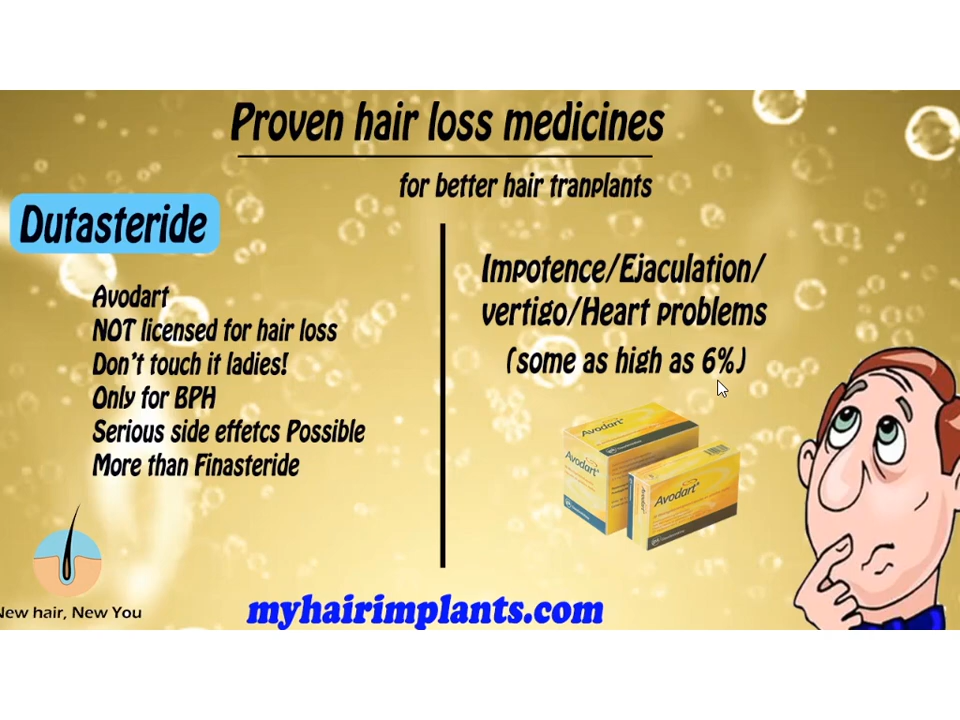 Proven hair loss medicines
for better hair tranplants
Dutasteride
Avodart
NOT licensed for hair loss
Don't touch it ladies!
Only for BPH
Serious side effetcs Possible
More than Finasteride
Impotence/Ejaculation/
vertigo/Heart problems
(some as high as 6%)
Avodart
Avodart
Avodart
New hair, New You
myhairimplants.com